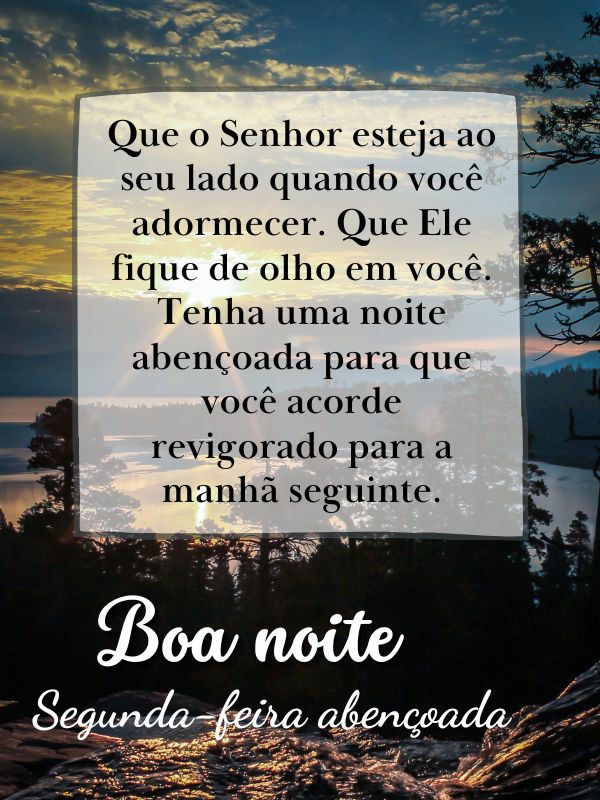 Que o Senhor esteja ao
seu lado quando você
adormecer. Que Ele
fique de olho em você.
Tenha uma noite
abençoada para que
você acorde
revigorado para a
manhã seguinte.
Boa noite
Segunda-feira abençoada